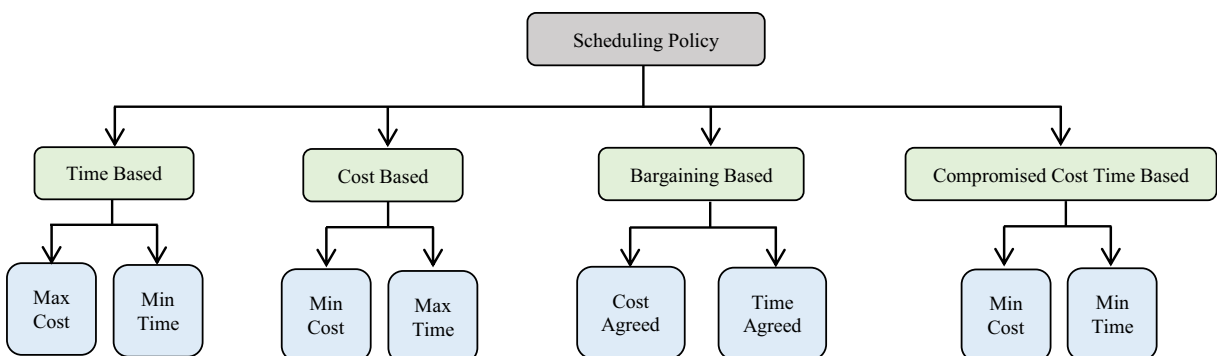 Scheduling Policy
Time Based
Cost Based
Bargaining Based
Compromised Cost Time Based
Max
Cost
Min
Time
Min
Cost
Max
Time
Cost
Agreed
Time
Agreed
Min
Cost
Min
Time